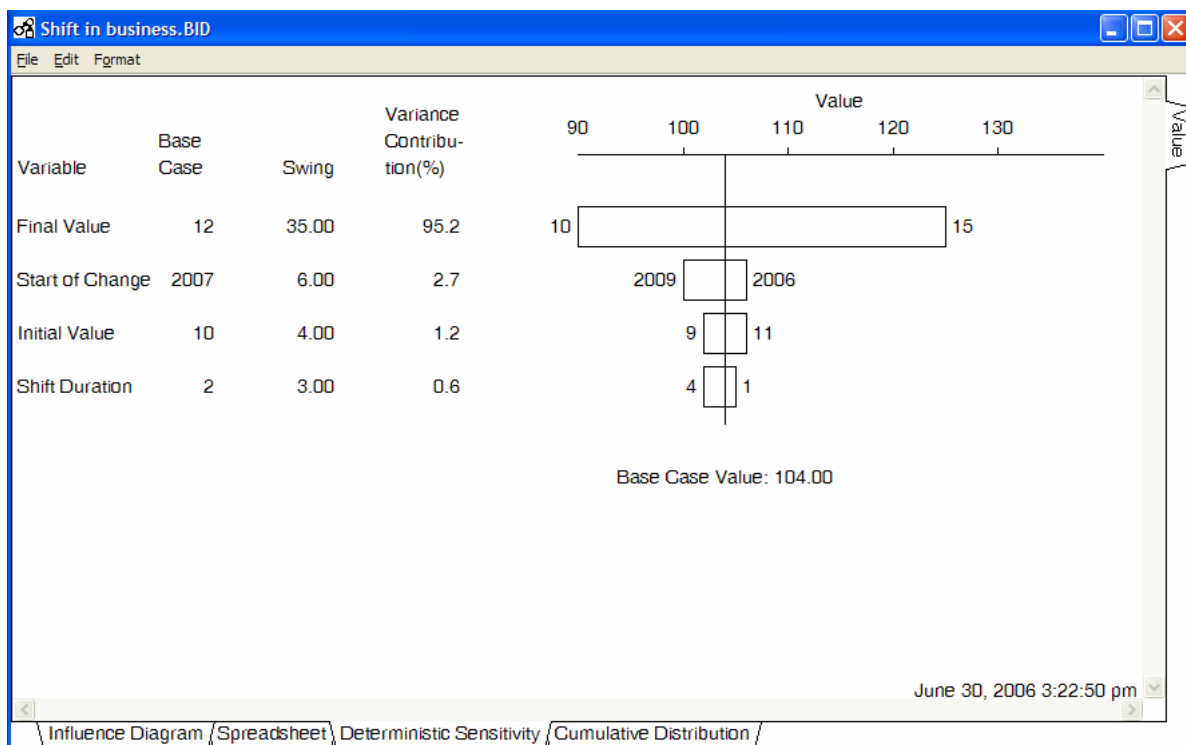 Shift in business.BID
File Edit Format
Value
Variance
90 100 110 120 130
Base Contribu-
Variable Case Swing tion(%)
Final Value 12 35.00 95.2 10 15
Start of Change 2007 6.00 2.7 2009 2006
Initial Value 10 4.00 1.2 9 11
Shift Duration 2 3.00 0.6 4 1
Base Case Value: 104.00
June 30, 2006 3:22:50 pm
Influence Diagram Spreadsheet Deterministic Sensitivity Cumulative Distribution
Value